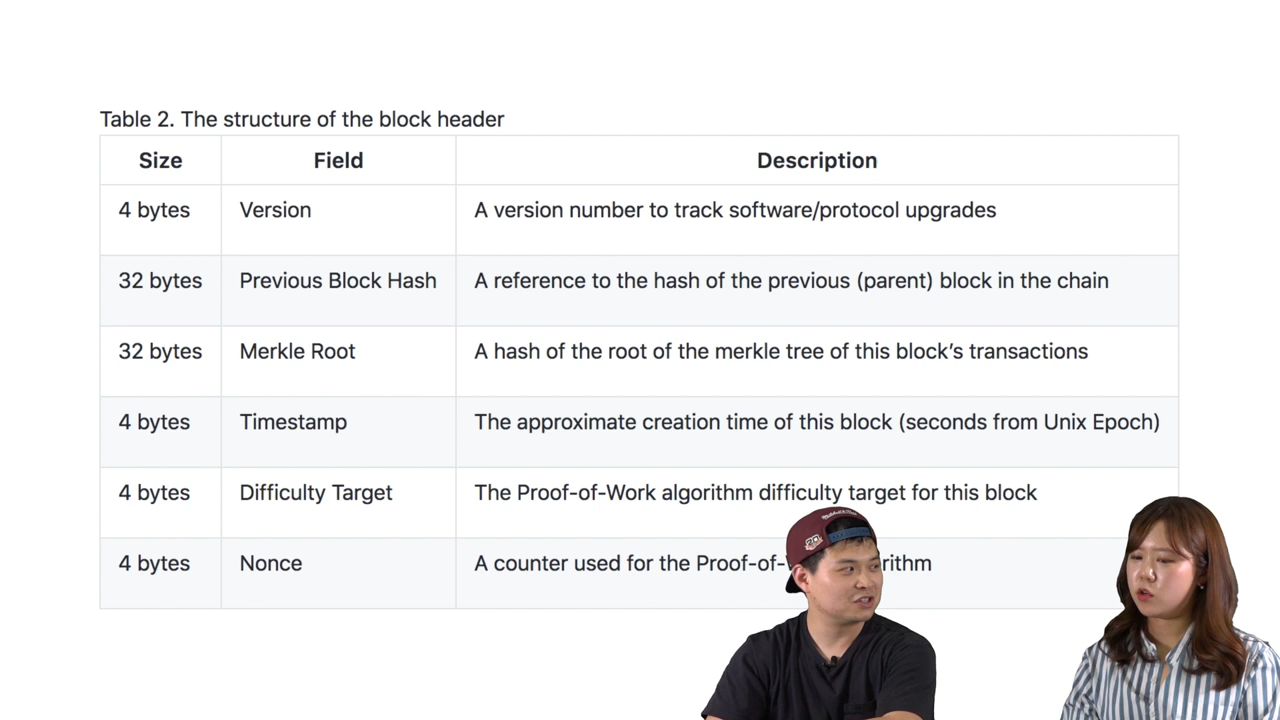 Table 2. The structure of the block header
Size Field Description
4 bytes Version A version number to track software/protocol upgrades
32 bytes Previous Block Hash A reference to the hash of the previous (parent) block in the chain
32 bytes Merkle Root A hash of the root of the merkle tree of this block’s transactions
4 bytes Timestamp The approximate creation time of this block (seconds from Unix Epoch)
4 bytes Difficulty Target The Proof-of-Work algorithm difficulty target for this block
4 bytes Nonce A counter used for the Proof-of-